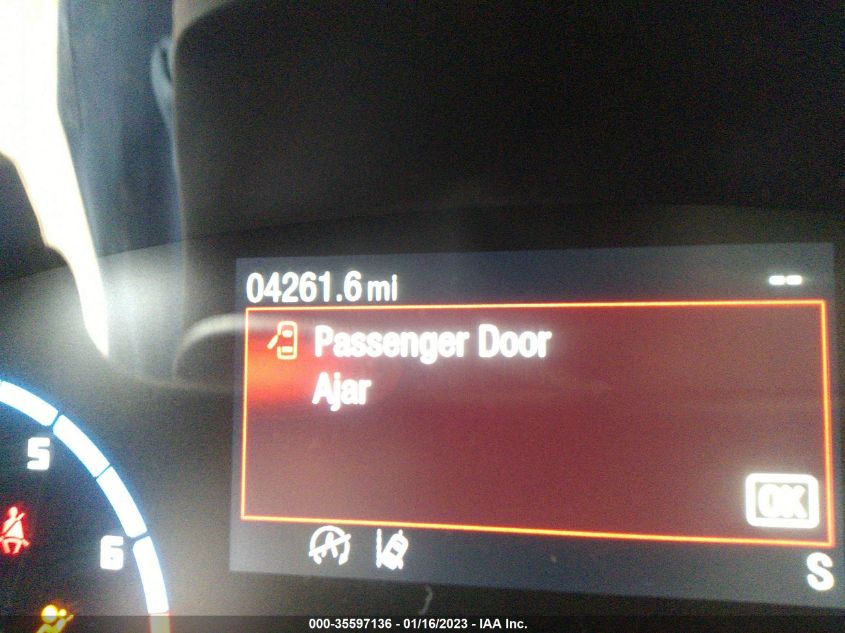 04261.6 mi --
Passenger Door
Ajar
5
OK
6
S
000-35597136 - 01/16/2023 - IAA Inc.